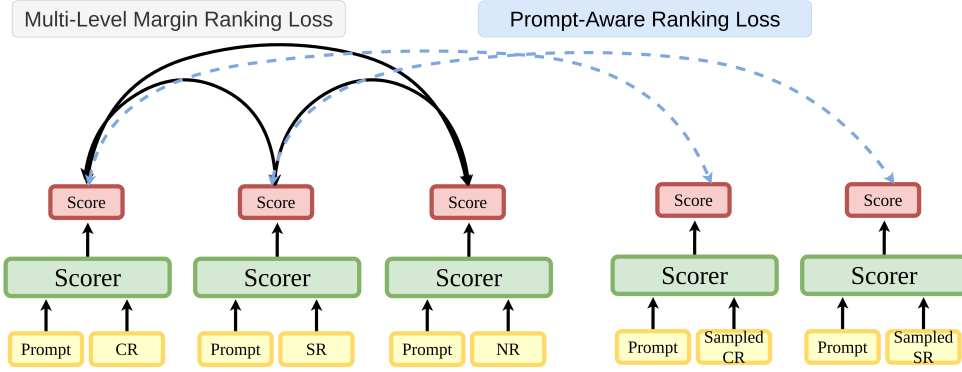 Multi-Level Margin Ranking Loss
Prompt-Aware Ranking Loss
Score
Score
Score
Score
Score
Scorer
Scorer
Scorer
Scorer
Scorer
Prompt
CR
Prompt
SR
Prompt
NR
Prompt
Sampled
CR
Prompt
Sampled
SR